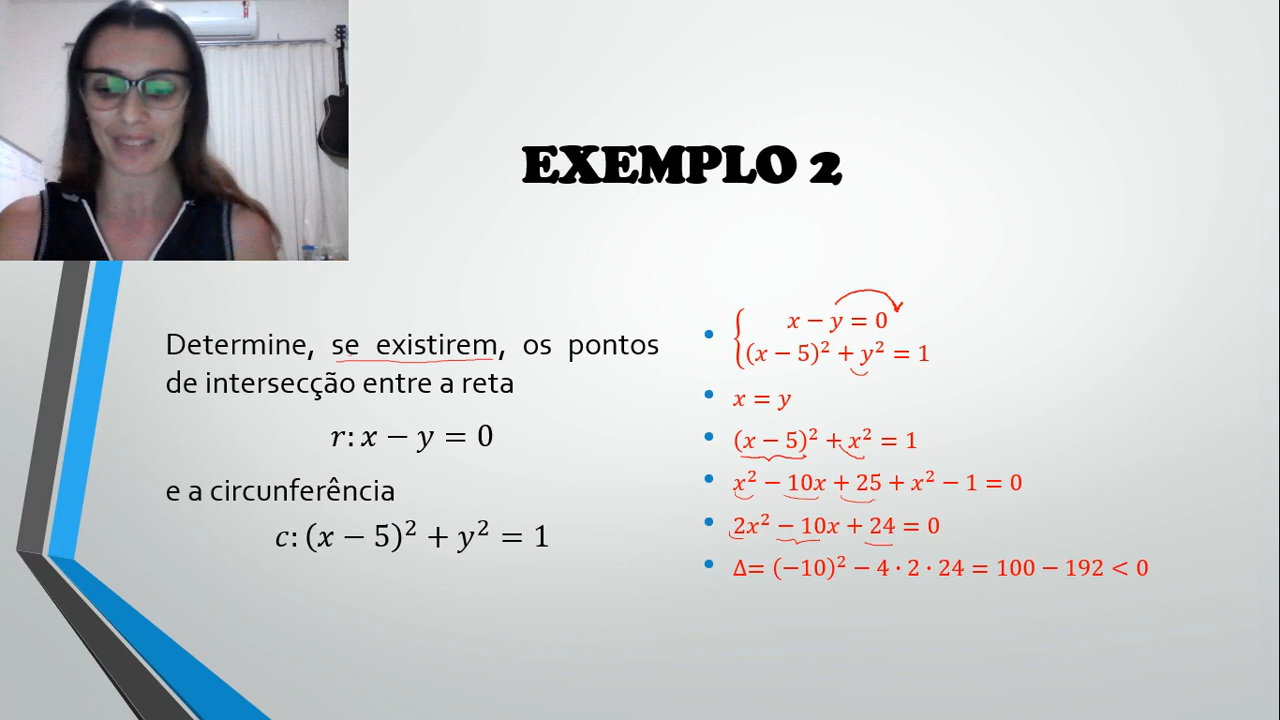 EXEMPLO 2
Determine, se existirem, os pontos
de intersecção entre a reta
r: x − y = 0
e a circunferência
c: (x − 5)² + y² = 1
• { x − y = 0
(x − 5)² + y² = 1
• x = y
• (x − 5)² + x² = 1
• x² − 10x + 25 + x² − 1 = 0
• 2x² − 10x + 24 = 0
• Δ= (−10)² − 4 · 2 · 24 = 100 − 192 < 0